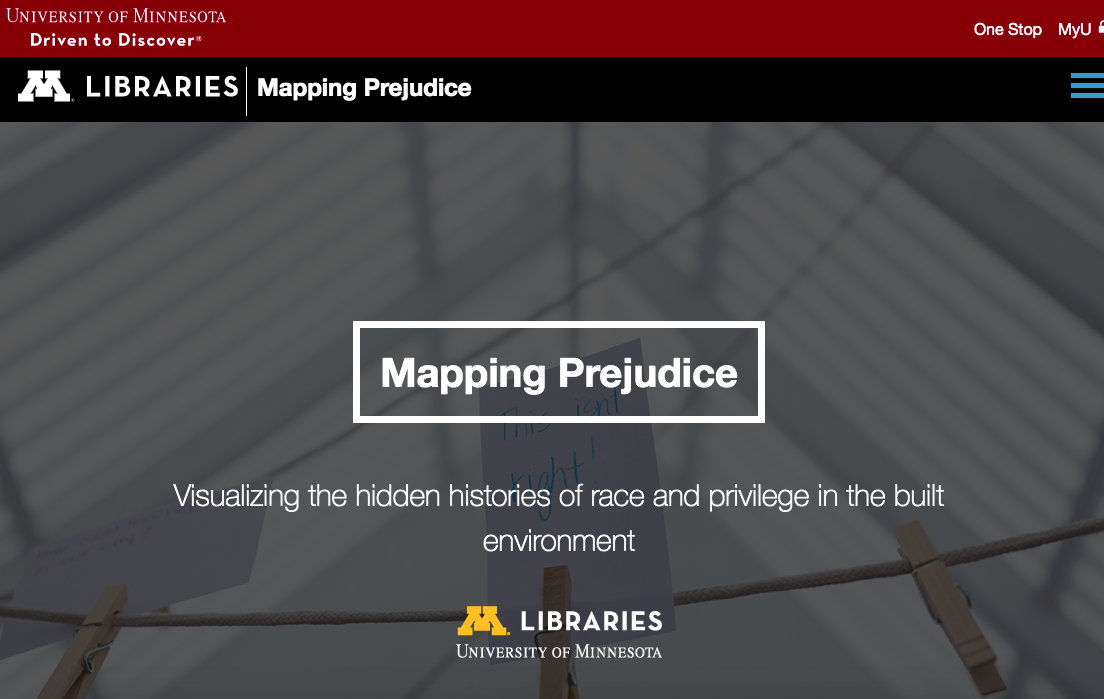 UNIVERSITY OF MINNESOTA
Driven to Discover®
One Stop MyU
M LIBRARIES Mapping Prejudice
Mapping Prejudice
This isn't
right!
Visualizing the hidden histories of race and privilege in the built
environment
M LIBRARIES
UNIVERSITY OF MINNESOTA